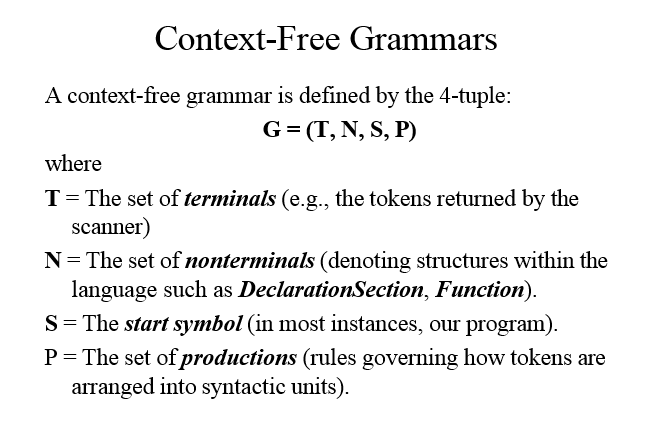 Context-Free Grammars
A context-free grammar is defined by the 4-tuple:
G = (T, N, S, P)
where
T = The set of terminals (e.g., the tokens returned by the
scanner)
N = The set of nonterminals (denoting structures within the
language such as DeclarationSection, Function).
S = The start symbol (in most instances, our program).
P = The set of productions (rules governing how tokens are
arranged into syntactic units).